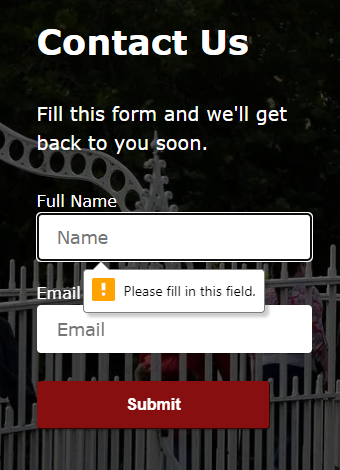 Contact Us
Fill this form and we'll get
back to you soon.
Full Name
Name
Please fill in this field.
Email
Email
Submit